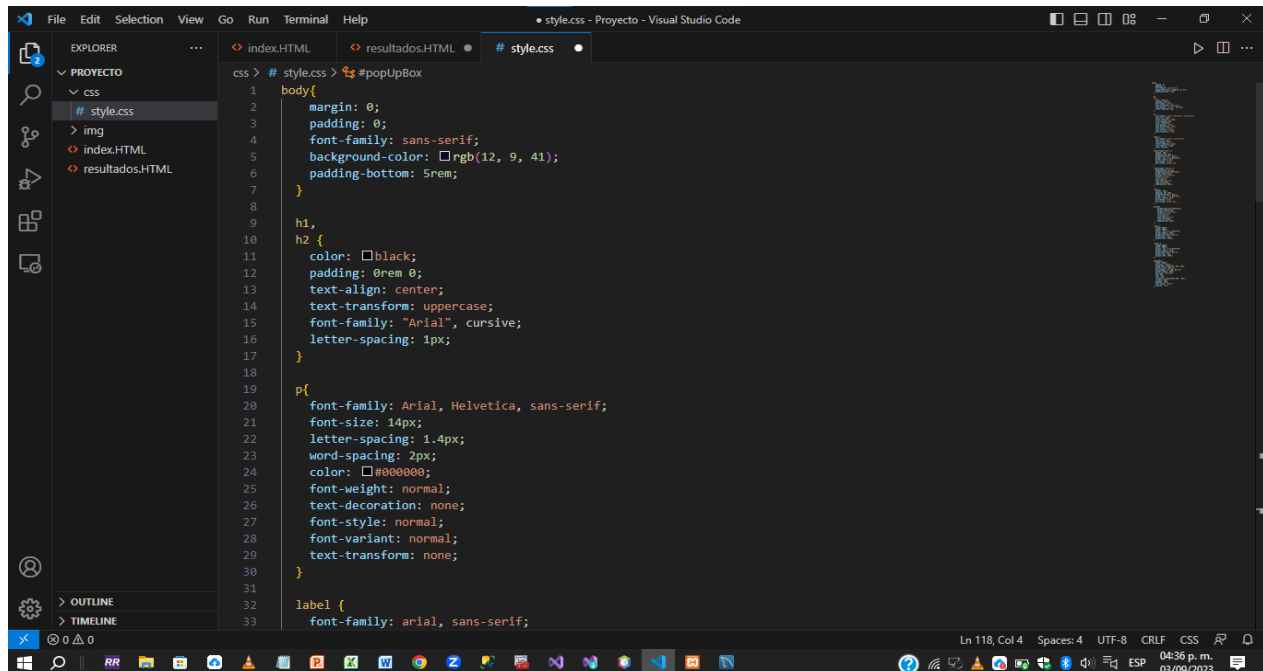 File Edit Selection View Go Run Terminal Help ● style.css - Proyecto - Visual Studio Code
EXPLORER ··· <> index.HTML <> resultados.HTML ● # style.css ●
PROYECTO
css
# style.css
img
<> index.HTML
<> resultados.HTML
2
css > # style.css > #popUpBox
1 body{
2 margin: 0;
3 padding: 0;
4 font-family: sans-serif;
5 background-color: rgb(12, 9, 41);
6 padding-bottom: 5rem;
7 }
8
9 h1,
10 h2 {
11 color: black;
12 padding: 0rem 0;
13 text-align: center;
14 text-transform: uppercase;
15 font-family: "Arial", cursive;
16 letter-spacing: 1px;
17 }
18
19 p{
20 font-family: Arial, Helvetica, sans-serif;
21 font-size: 14px;
22 letter-spacing: 1.4px;
23 word-spacing: 2px;
24 color: #000000;
25 font-weight: normal;
26 text-decoration: none;
27 font-style: normal;
28 font-variant: normal;
29 text-transform: none;
30 }
31
32 label {
33 font-family: arial, sans-serif;
> OUTLINE
> TIMELINE
0 0 Ln 118, Col 4 Spaces: 4 UTF-8 CRLF CSS
RR ESP 04:36 p. m.
03/09/2023